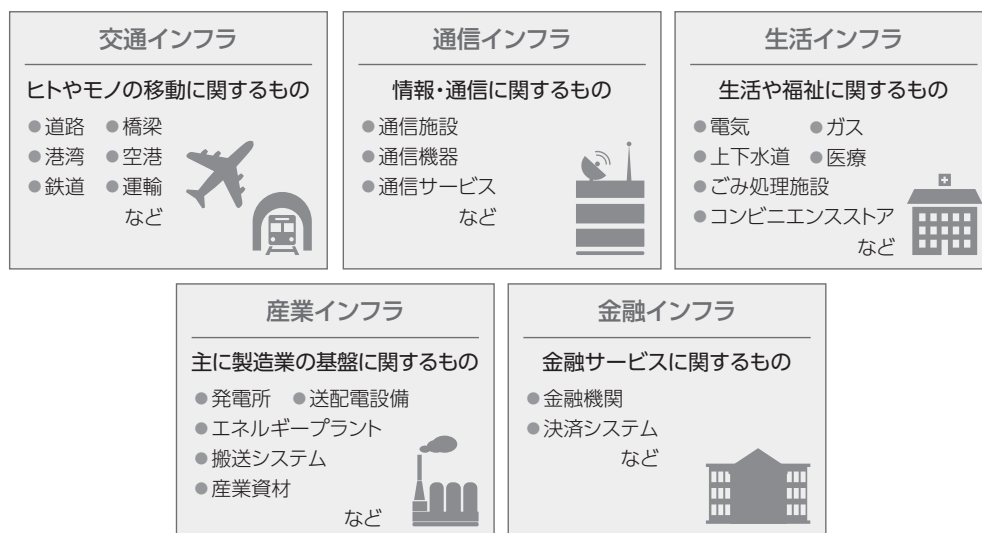 交通インフラ
ヒトやモノの移動に関するもの
●道路 ●橋梁
●港湾 ●空港
●鉄道 ●運輸
など
通信インフラ
情報・通信に関するもの
●通信施設
●通信機器
●通信サービス
など
生活インフラ
生活や福祉に関するもの
●電気 ●ガス
●上下水道 ●医療
●ごみ処理施設
●コンビニエンスストア
など
産業インフラ
主に製造業の基盤に関するもの
●発電所 ●送配電設備
●エネルギープラント
●搬送システム
●産業資材
など
金融インフラ
金融サービスに関するもの
●金融機関
●決済システム
など